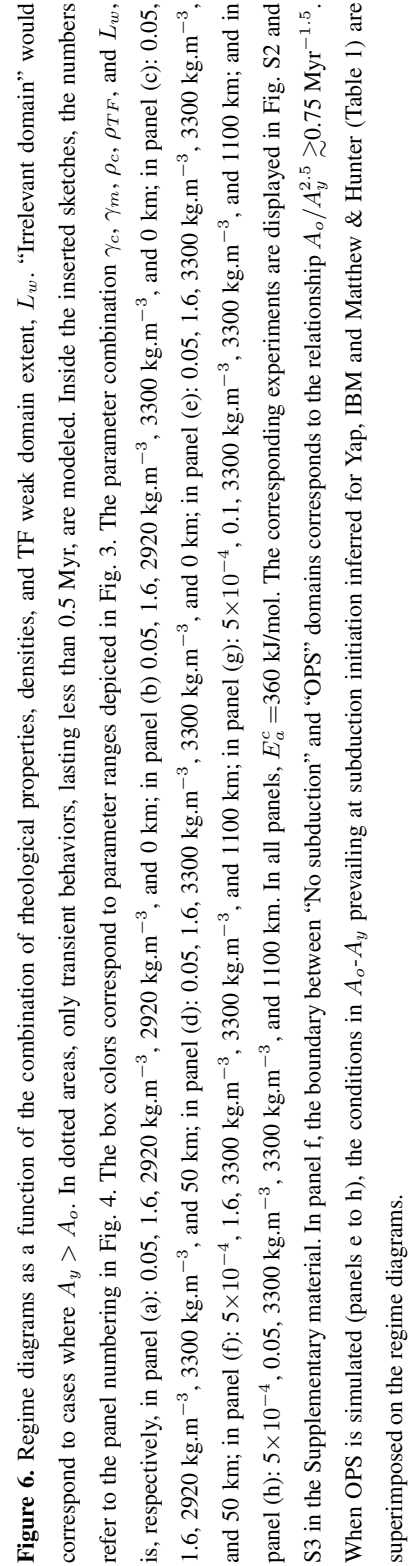 Figure 6. Regime diagrams as a function of the combination of rheological properties, densities, and TF weak domain extent, L_w. “Irrelevant domain” would
correspond to cases where A_y > A_o. In dotted areas, only transient behaviors, lasting less than 0.5 Myr, are modeled. Inside the inserted sketches, the numbers
refer to the panel numbering in Fig. 4. The box colors correspond to parameter ranges depicted in Fig. 3. The parameter combination γ_c, γ_m, ρ_c, ρ_TF, and L_w,
is, respectively, in panel (a): 0.05, 1.6, 2920 kg.m⁻³, 2920 kg.m⁻³, and 0 km; in panel (b) 0.05, 1.6, 2920 kg.m⁻³, 3300 kg.m⁻³, and 0 km; in panel (c): 0.05,
1.6, 2920 kg.m⁻³, 3300 kg.m⁻³, and 50 km; in panel (d): 0.05, 1.6, 3300 kg.m⁻³, 3300 kg.m⁻³, and 0 km; in panel (e): 0.05, 1.6, 3300 kg.m⁻³, 3300 kg.m⁻³,
and 50 km; in panel (f): 5×10⁻⁴, 1.6, 3300 kg.m⁻³, 3300 kg.m⁻³, and 1100 km; in panel (g): 5×10⁻⁴, 0.1, 3300 kg.m⁻³, 3300 kg.m⁻³, and 1100 km; and in
panel (h): 5×10⁻⁴, 0.05, 3300 kg.m⁻³, 3300 kg.m⁻³, and 1100 km. In all panels, E_a^c =360 kJ/mol. The corresponding experiments are displayed in Fig. S2 and
S3 in the Supplementary material. In panel f, the boundary between “No subduction” and “OPS” domains corresponds to the relationship A_o/A_y^2.5 ≳0.75 Myr⁻¹·⁵.
When OPS is simulated (panels e to h), the conditions in A_o-A_y prevailing at subduction initiation inferred for Yap, IBM and Matthew & Hunter (Table 1) are
superimposed on the regime diagrams.